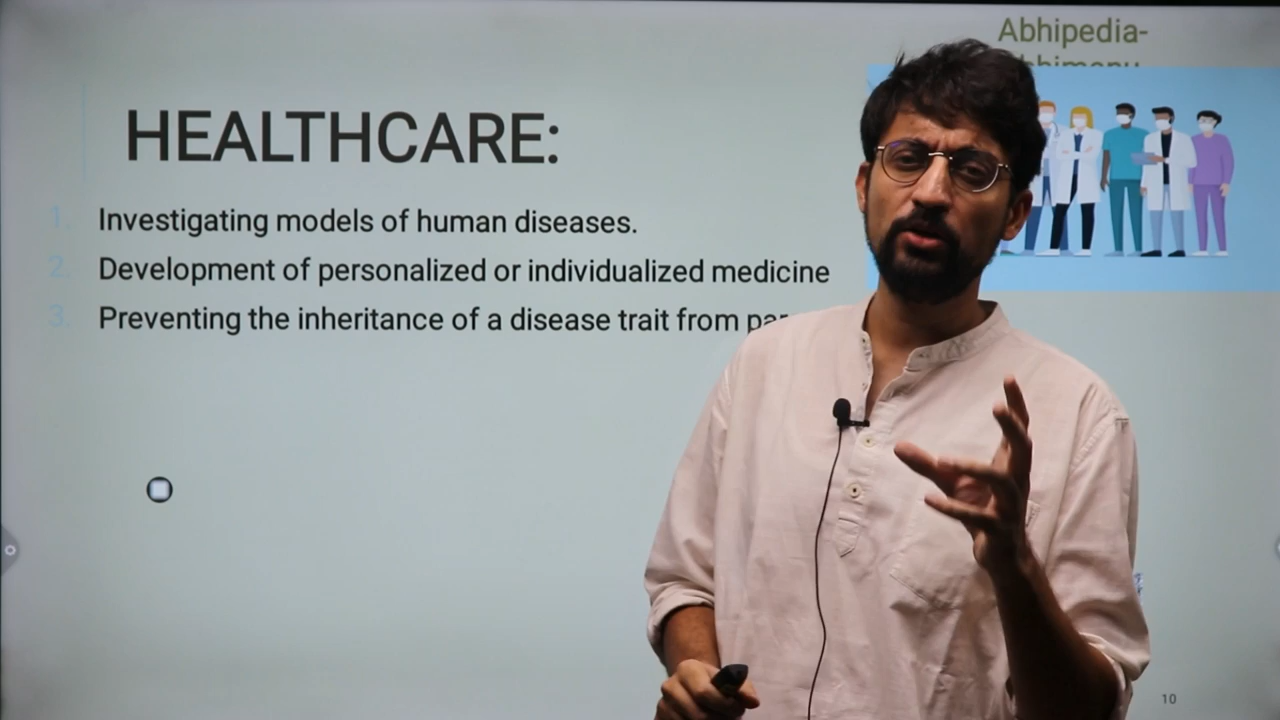 Abhipedia-
HEALTHCARE:
1. Investigating models of human diseases.
2. Development of personalized or individualized medicine
3. Preventing the inheritance of a disease trait from
10